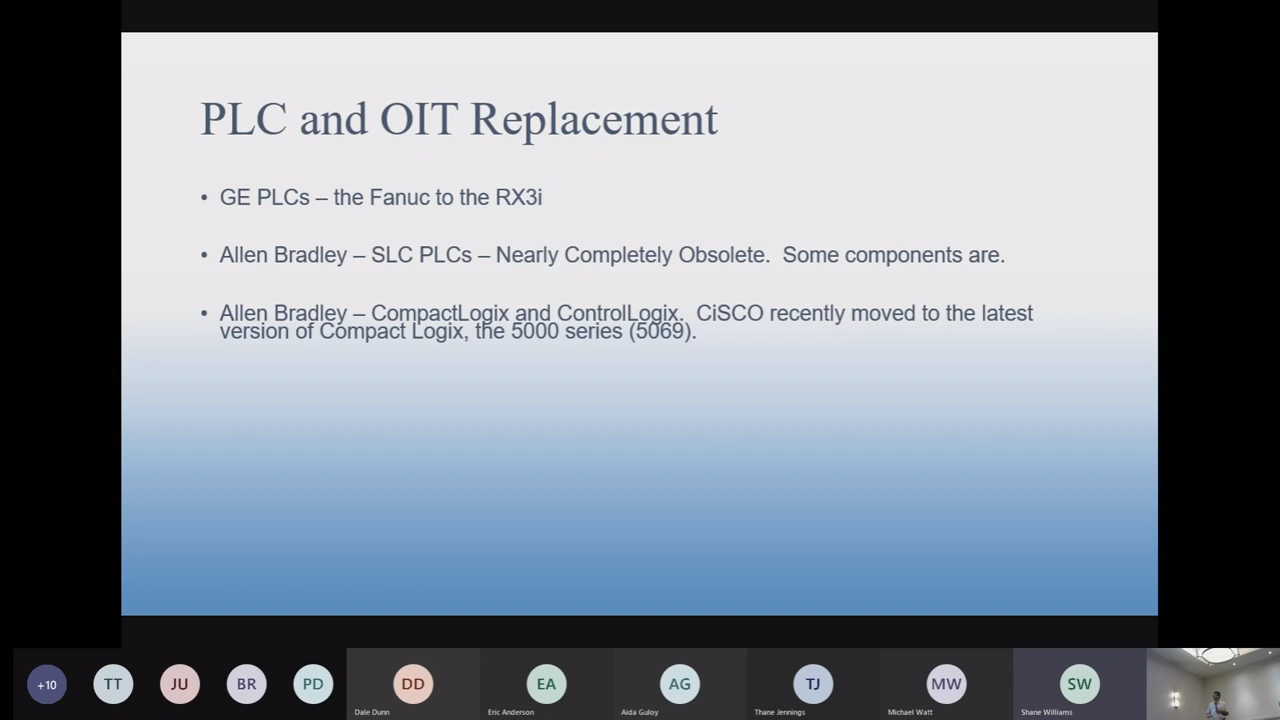 PLC and OIT Replacement
• GE PLCs – the Fanuc to the RX3i
• Allen Bradley – SLC PLCs – Nearly Completely Obsolete.  Some components are.
• Allen Bradley – CompactLogix and ControlLogix.  CiSCO recently moved to the latest
version of Compact Logix, the 5000 series (5069).
+10 TT JU BR PD DD EA AG TJ MW SW
Dale Dunn Eric Anderson Aida Guloy Thane Jennings Michael Watt Shane Williams